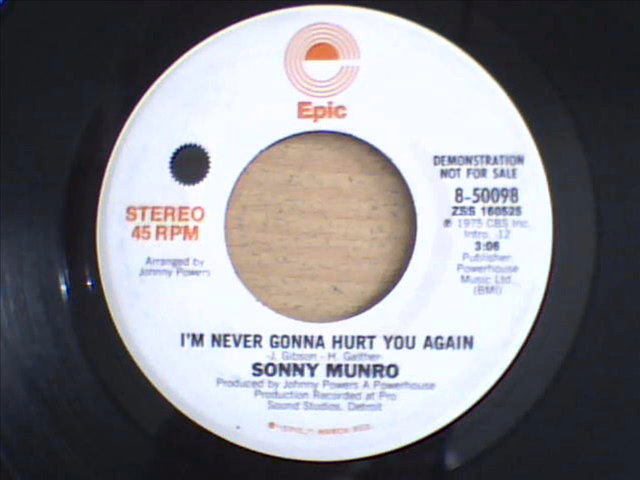 Epic
DEMONSTRATION
NOT FOR SALE
8-50098
ZSS 160525
STEREO
45 RPM
℗ 1975 CBS Inc.
Intro. :12
3:06
Publisher:
Powerhouse
Music Ltd.
(BMI)
Arranged by
Johnny Powers
I'M NEVER GONNA HURT YOU AGAIN
-J. Gibson - H. Gaither-
SONNY MUNRO
Produced by Johnny Powers A Powerhouse
Production Recorded at Pro
Sound Studios, Detroit